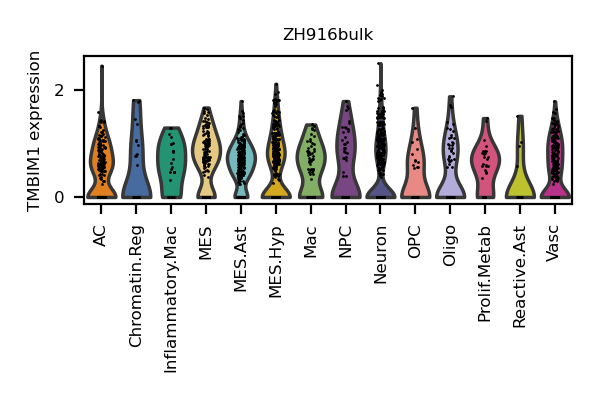 ZH916bulk
TMBIM1 expression
2
0
AC
Chromatin.Reg
Inflammatory.Mac
MES
MES.Ast
MES.Hyp
Mac
NPC
Neuron
OPC
Oligo
Prolif.Metab
Reactive.Ast
Vasc